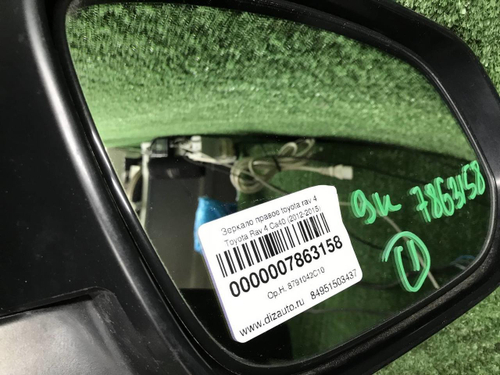 Зеркало правое toyota rav 4
Toyota Rav 4 Ca40 (2012-2015)
0000007863158
Ор.Н. 8791042C10
www.dizauto.ru 84951503437
9к 7863158